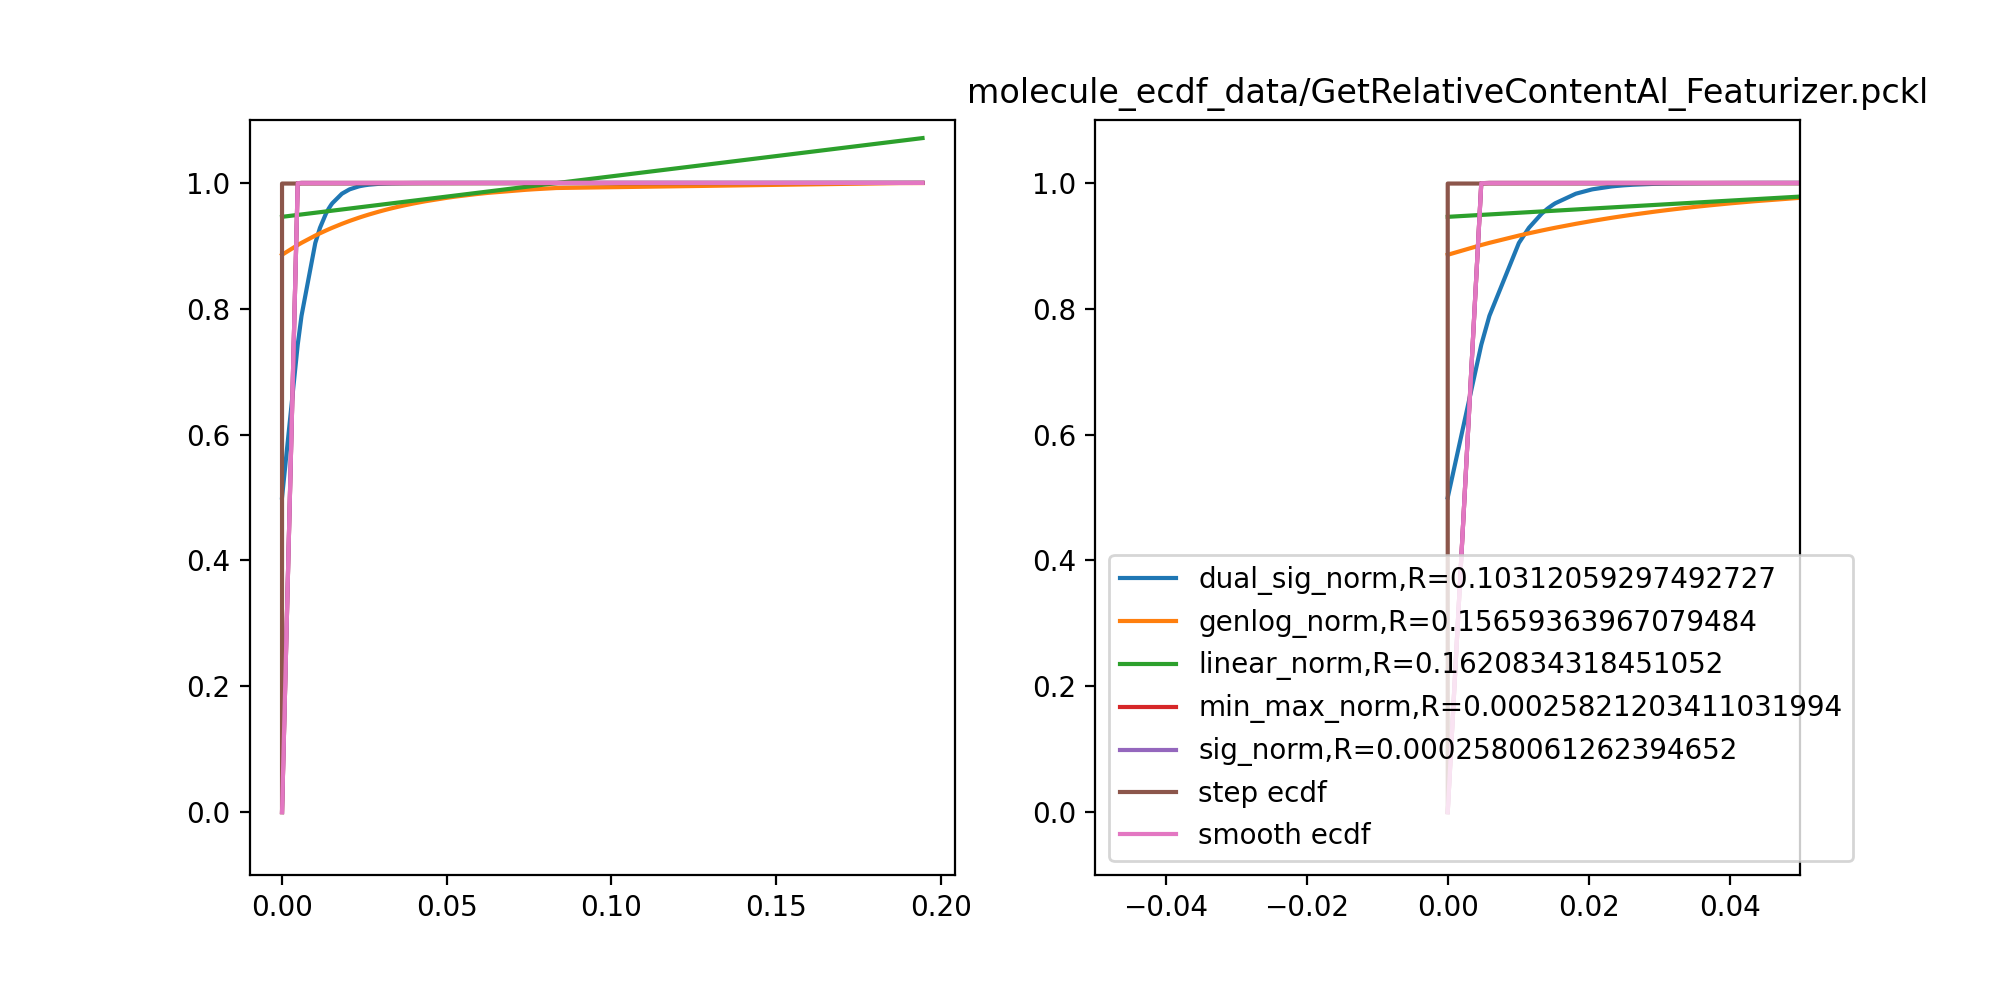 molecule_ecdf_data/GetRelativeContentAl_Featurizer.pckl
1.0
0.8
0.6
0.4
0.2
0.0
0.00 0.05 0.10 0.15 0.20
1.0
0.8
0.6
0.4
0.2
0.0
dual_sig_norm,R=0.10312059297492727
genlog_norm,R=0.15659363967079484
linear_norm,R=0.1620834318451052
min_max_norm,R=0.00025821203411031994
sig_norm,R=0.0002580061262394652
step ecdf
smooth ecdf
−0.04 −0.02 0.00 0.02 0.04